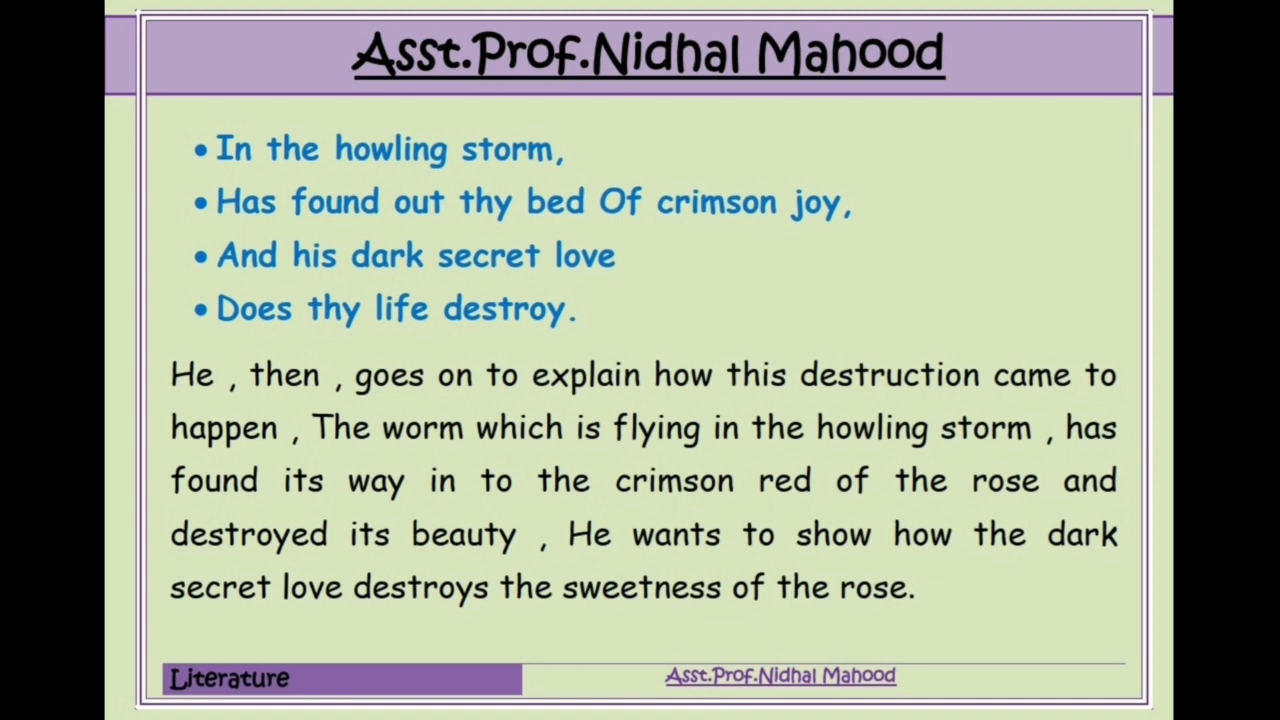 Asst.Prof.Nidhal Mahood
• In the howling storm,
• Has found out thy bed Of crimson joy,
• And his dark secret love
• Does thy life destroy.
He , then , goes on to explain how this destruction came to
happen , The worm which is flying in the howling storm , has
found its way in to the crimson red of the rose and
destroyed its beauty , He wants to show how the dark
secret love destroys the sweetness of the rose.
Literature
Asst.Prof.Nidhal Mahood